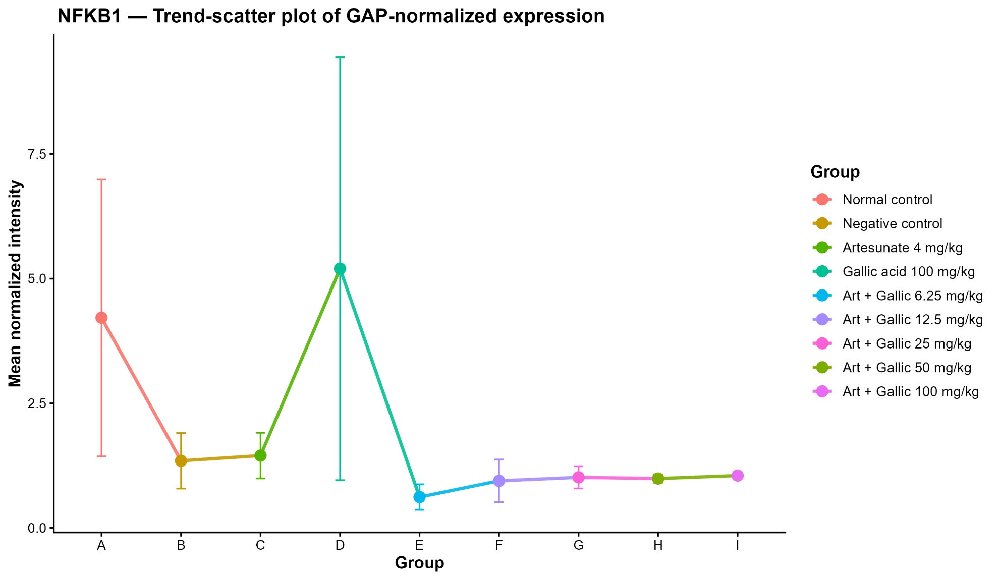 NFKB1 — Trend-scatter plot of GAP-normalized expression
Mean normalized intensity
7.5
5.0
2.5
0.0
A B C D E F G H I
Group
Group
Normal control
Negative control
Artesunate 4 mg/kg
Gallic acid 100 mg/kg
Art + Gallic 6.25 mg/kg
Art + Gallic 12.5 mg/kg
Art + Gallic 25 mg/kg
Art + Gallic 50 mg/kg
Art + Gallic 100 mg/kg